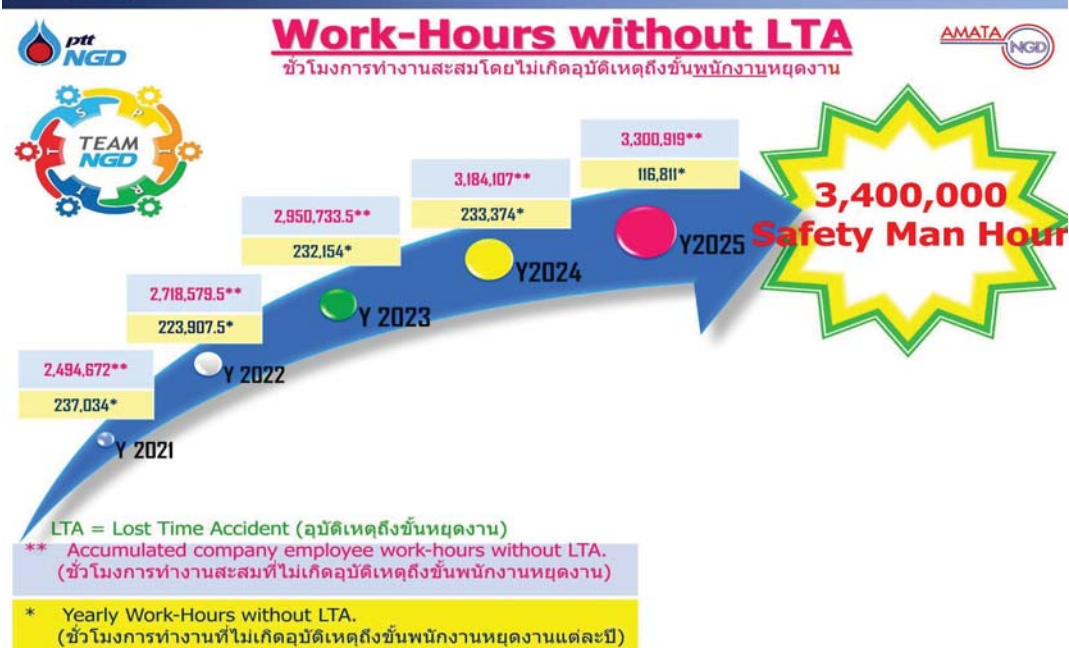 ptt
NGD
Work-Hours without LTA
ชั่วโมงการทำงานสะสมโดยไม่เกิดอุบัติเหตุถึงขั้นพนักงานหยุดงาน
AMATA
NGD
S P I R I T
TEAM
NGD
3,300,919**
116,811*
3,184,107**
233,374*
2,950,733.5**
232,154*
2,718,579.5**
223,907.5*
2,494,672**
237,034*
3,400,000
Safety Man Hour
Y2025
Y2024
Y 2023
Y 2022
Y 2021
LTA = Lost Time Accident (อุบัติเหตุถึงขั้นหยุดงาน)
** Accumulated company employee work-hours without LTA.
(ชั่วโมงการทำงานสะสมที่ไม่เกิดอุบัติเหตุถึงขั้นพนักงานหยุดงาน)
* Yearly Work-Hours without LTA.
(ชั่วโมงการทำงานที่ไม่เกิดอุบัติเหตุถึงขั้นพนักงานหยุดงานแต่ละปี)